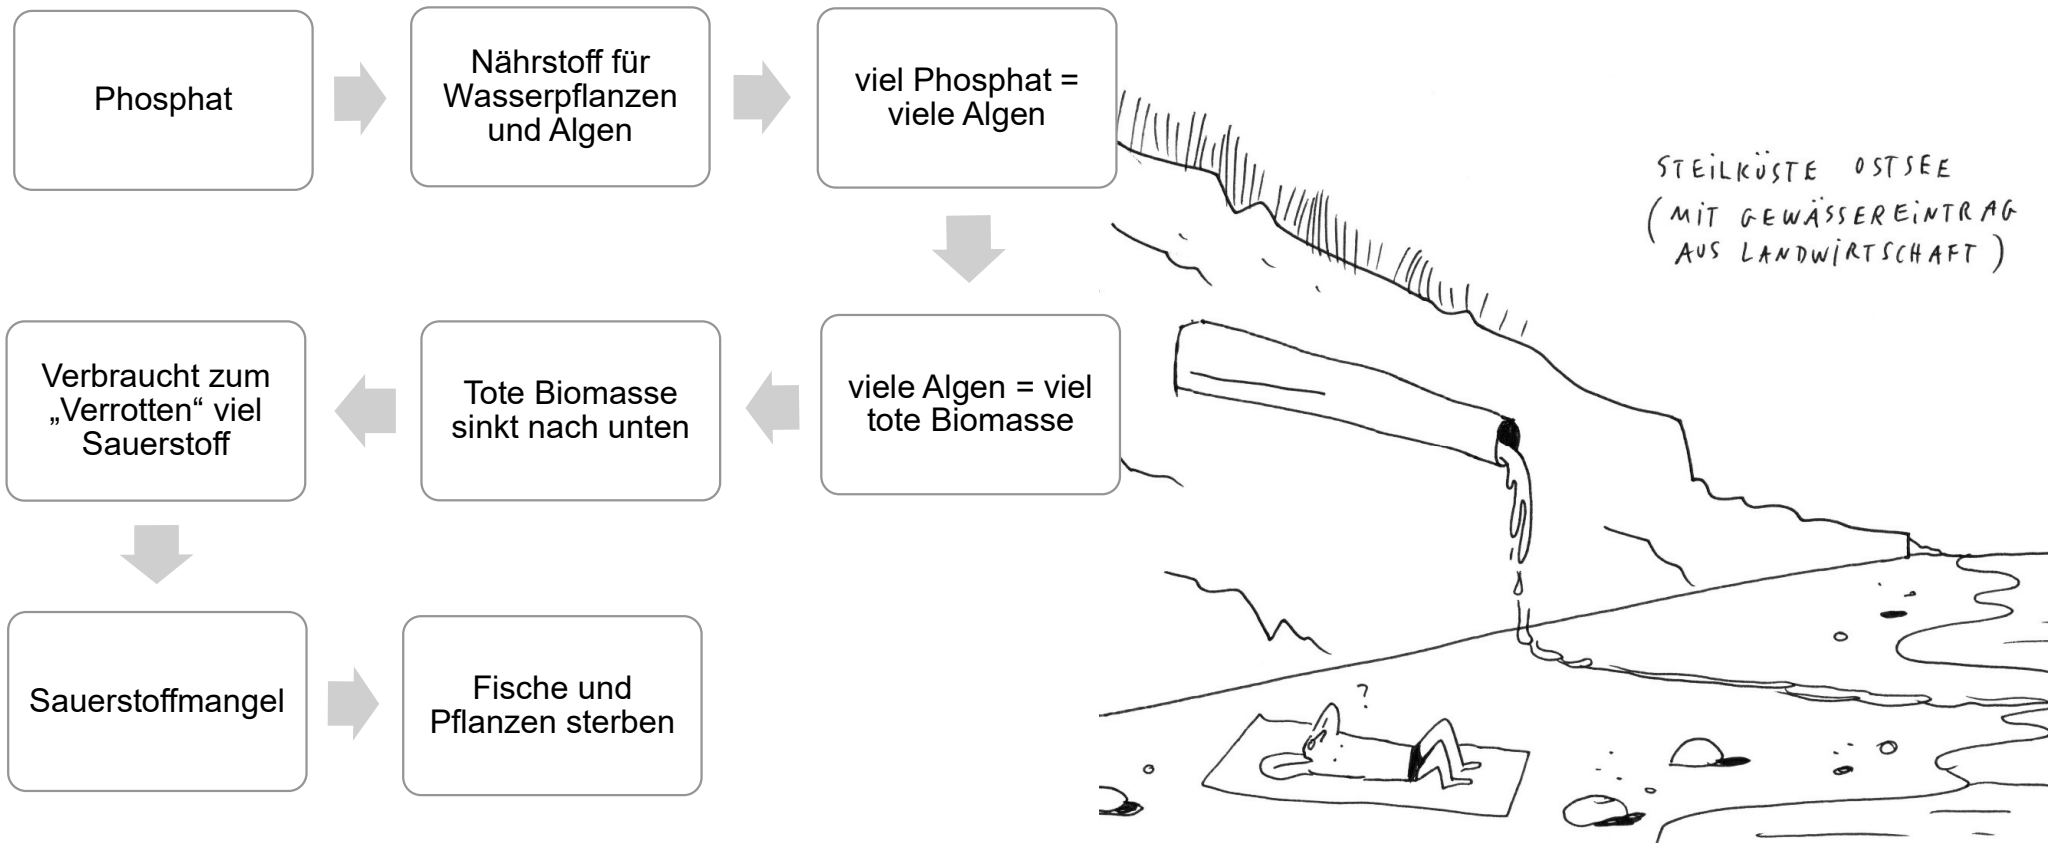 Phosphat
Nährstoff für
Wasserpflanzen
und Algen
viel Phosphat =
viele Algen
viele Algen = viel
tote Biomasse
Tote Biomasse
sinkt nach unten
Verbraucht zum
„Verrotten“ viel
Sauerstoff
Sauerstoffmangel
Fische und
Pflanzen sterben
STEILKÜSTE OSTSEE
(MIT GEWÄSSEREINTRAG
AUS LANDWIRTSCHAFT)
?